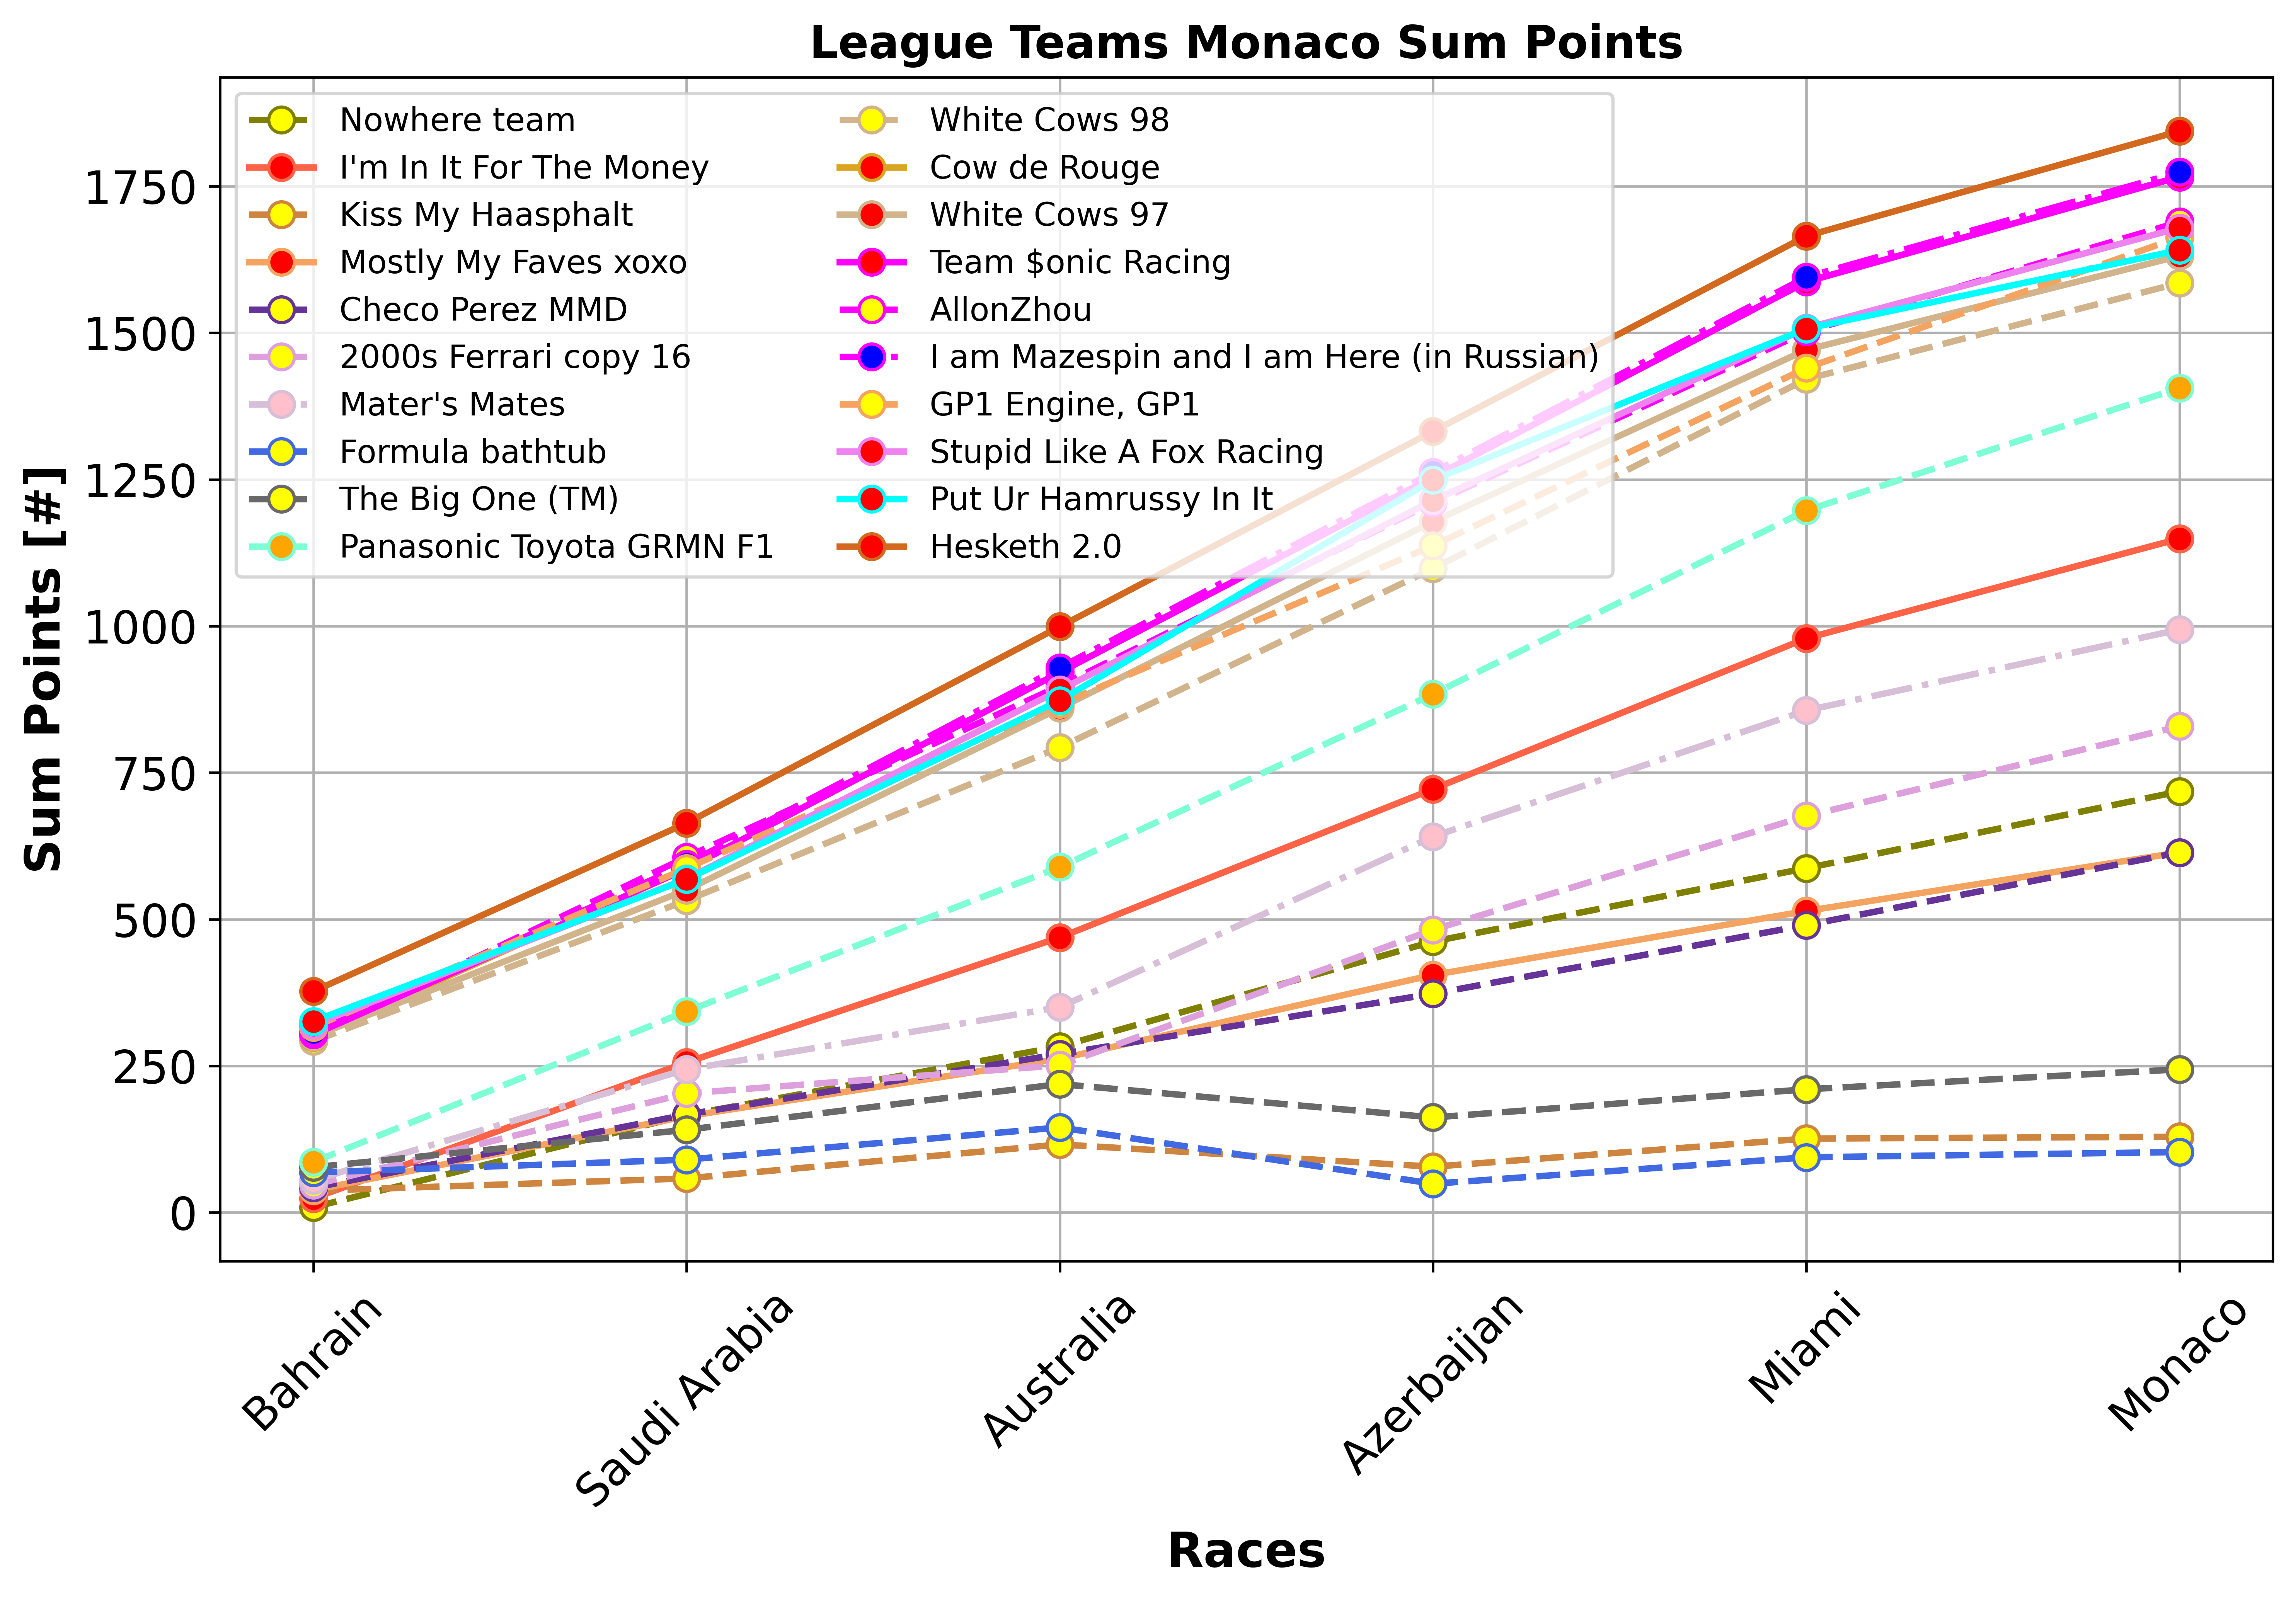 League Teams Monaco Sum Points
Nowhere team
I'm In It For The Money
Kiss My Haasphalt
Mostly My Faves xoxo
Checo Perez MMD
2000s Ferrari copy 16
Mater's Mates
Formula bathtub
The Big One (TM)
Panasonic Toyota GRMN F1
White Cows 98
Cow de Rouge
White Cows 97
Team $onic Racing
AllonZhou
I am Mazespin and I am Here (in Russian)
GP1 Engine, GP1
Stupid Like A Fox Racing
Put Ur Hamrussy In It
Hesketh 2.0
Sum Points [#]
1750
1500
1250
1000
750
500
250
0
Bahrain
Saudi Arabia
Australia
Azerbaijan
Miami
Monaco
Races